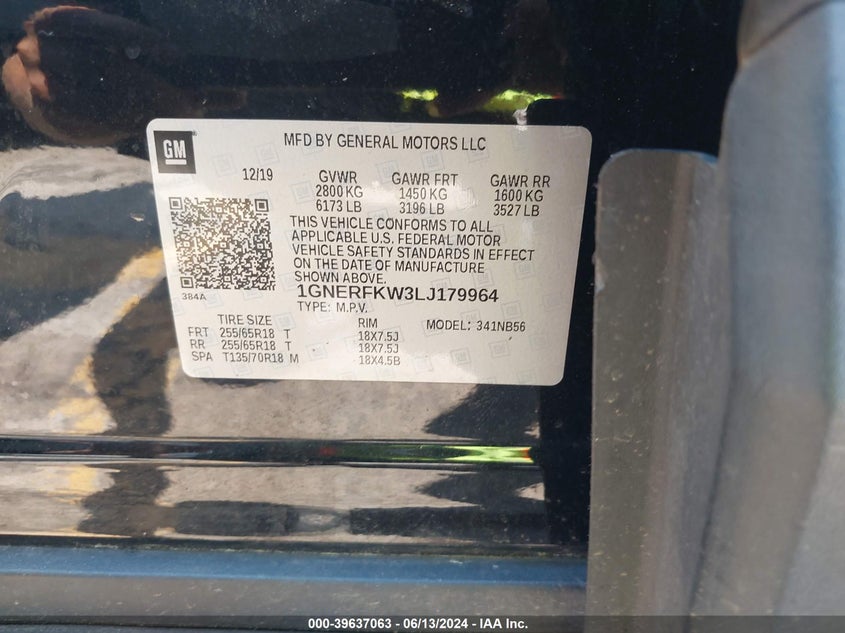 GM
MFD BY GENERAL MOTORS LLC
12/19 GVWR GAWR FRT GAWR RR
2800 KG 1450 KG 1600 KG
6173 LB 3196 LB 3527 LB
THIS VEHICLE CONFORMS TO ALL
APPLICABLE U.S. FEDERAL MOTOR
VEHICLE SAFETY STANDARDS IN EFFECT
ON THE DATE OF MANUFACTURE
SHOWN ABOVE.
384A
1GNERFKW3LJ179964
TYPE: M.P.V.
TIRE SIZE RIM MODEL: 341NB56
FRT 255/65R18 T 18X7.5J
RR 255/65R18 T 18X7.5J
SPA T135/70R18 M 18X4.5B
000-39637063 - 06/13/2024 - IAA Inc.